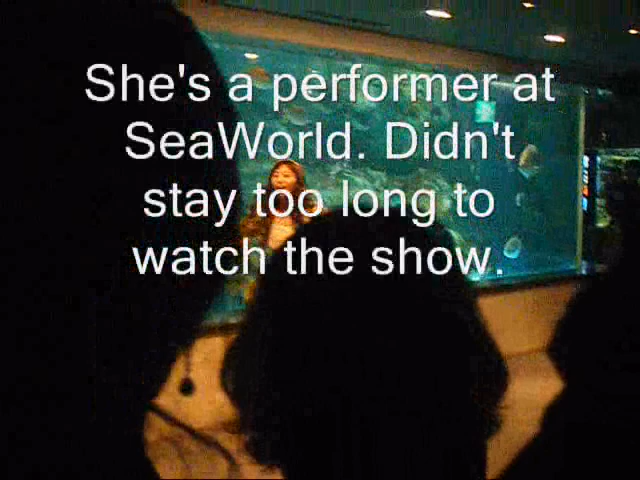 She's a performer at
SeaWorld. Didn't
stay too long to
watch the show.